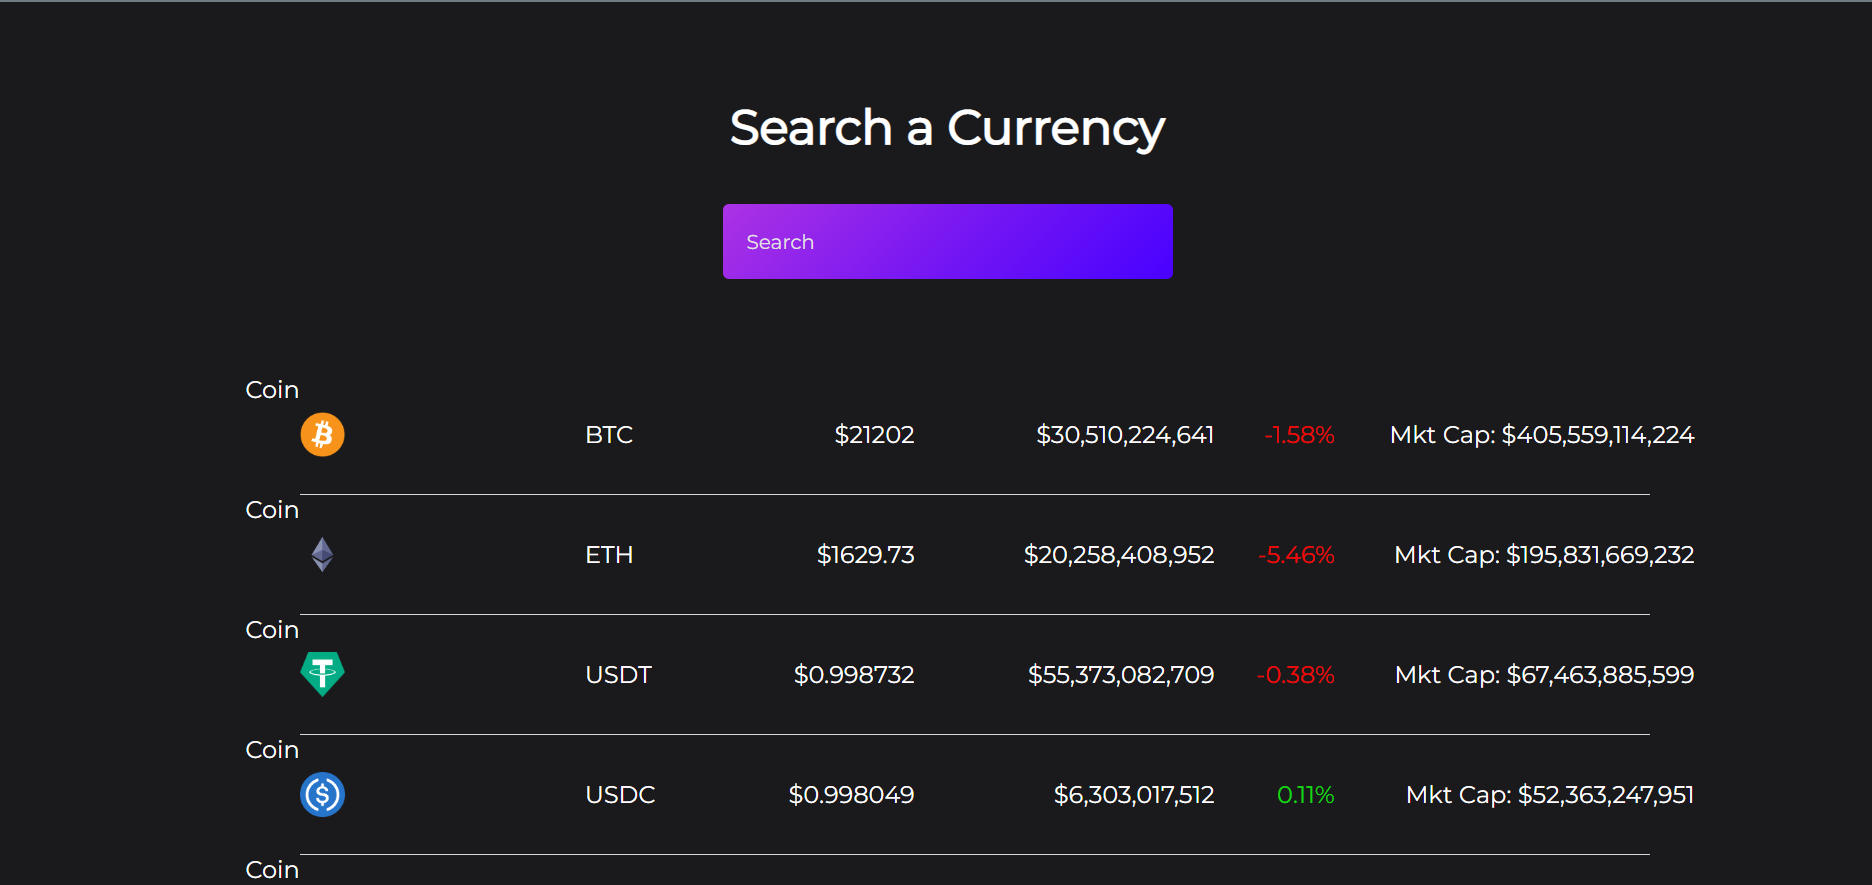 Search a Currency
Search
Coin
BTC $21202 $30,510,224,641 -1.58% Mkt Cap: $405,559,114,224
Coin
ETH $1629.73 $20,258,408,952 -5.46% Mkt Cap: $195,831,669,232
Coin
USDT $0.998732 $55,373,082,709 -0.38% Mkt Cap: $67,463,885,599
Coin
USDC $0.998049 $6,303,017,512 0.11% Mkt Cap: $52,363,247,951
Coin